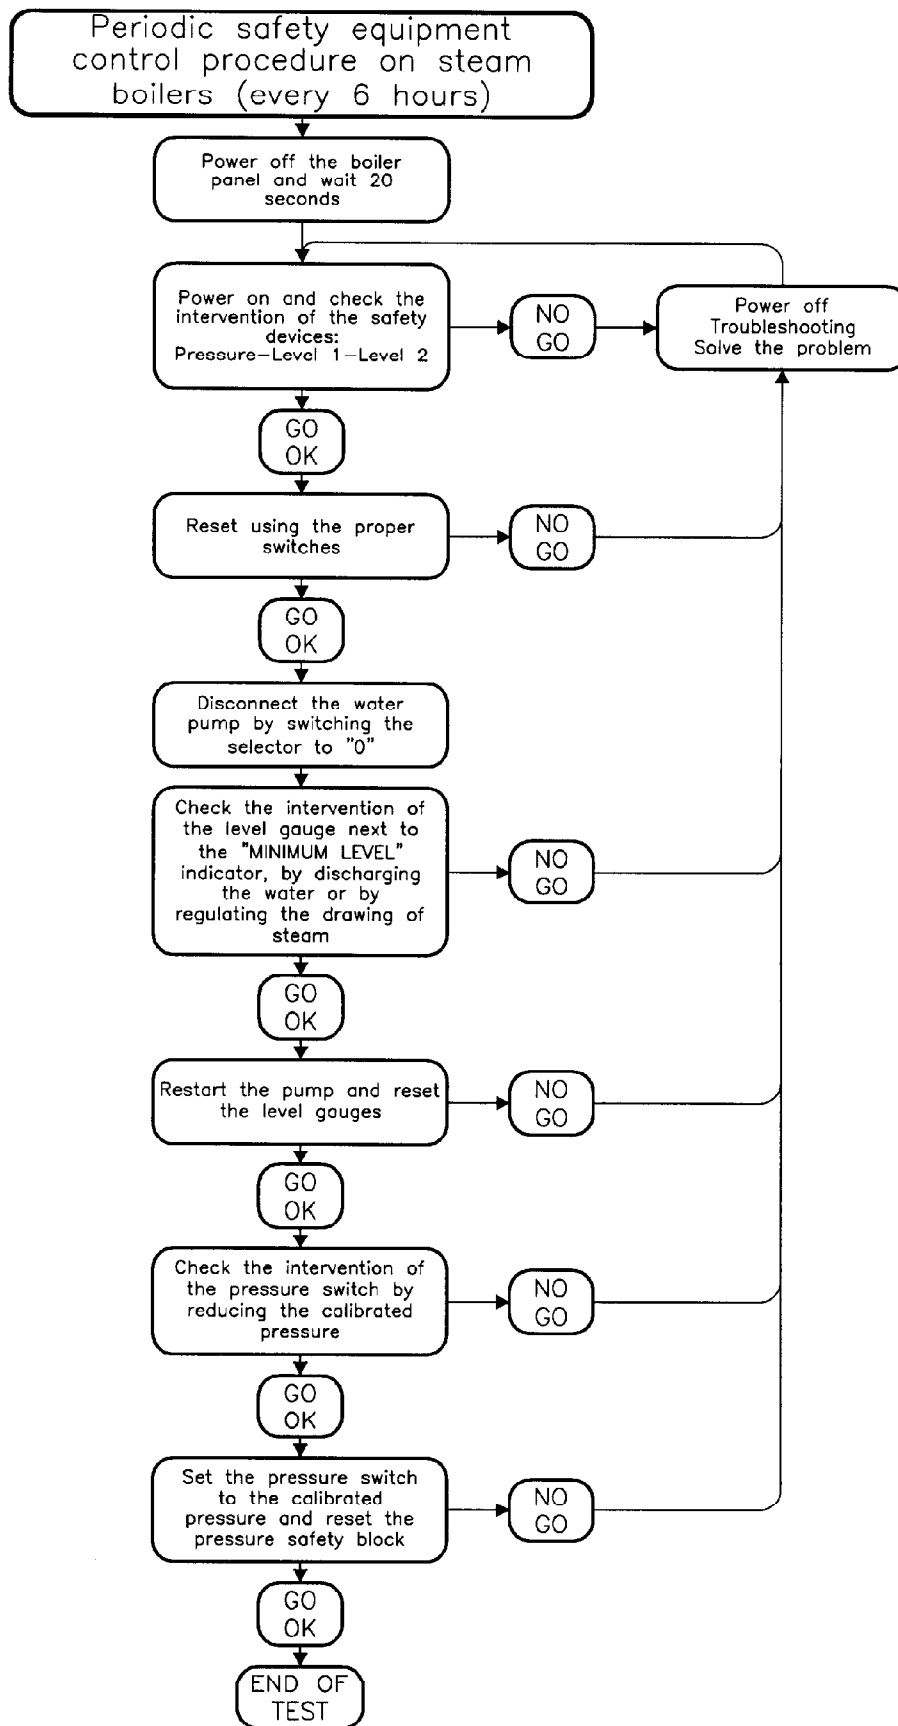 Periodic safety equipment
control procedure on steam
boilers (every 6 hours)
Power off the boiler
panel and wait 20
seconds
Power on and check the
intervention of the safety
devices:
Pressure-Level 1-Level 2
NO
GO
Power off
Troubleshooting
Solve the problem
GO
OK
Reset using the proper
switches
NO
GO
GO
OK
Disconnect the water
pump by switching the
selector to "0"
Check the intervention of
the level gauge next to
the "MINIMUM LEVEL"
indicator, by discharging
the water or by
regulating the drawing of
steam
NO
GO
GO
OK
Restart the pump and reset
the level gauges
NO
GO
GO
OK
Check the intervention of
the pressure switch by
reducing the calibrated
pressure
NO
GO
GO
OK
Set the pressure switch
to the calibrated
pressure and reset the
pressure safety block
NO
GO
GO
OK
END OF
TEST